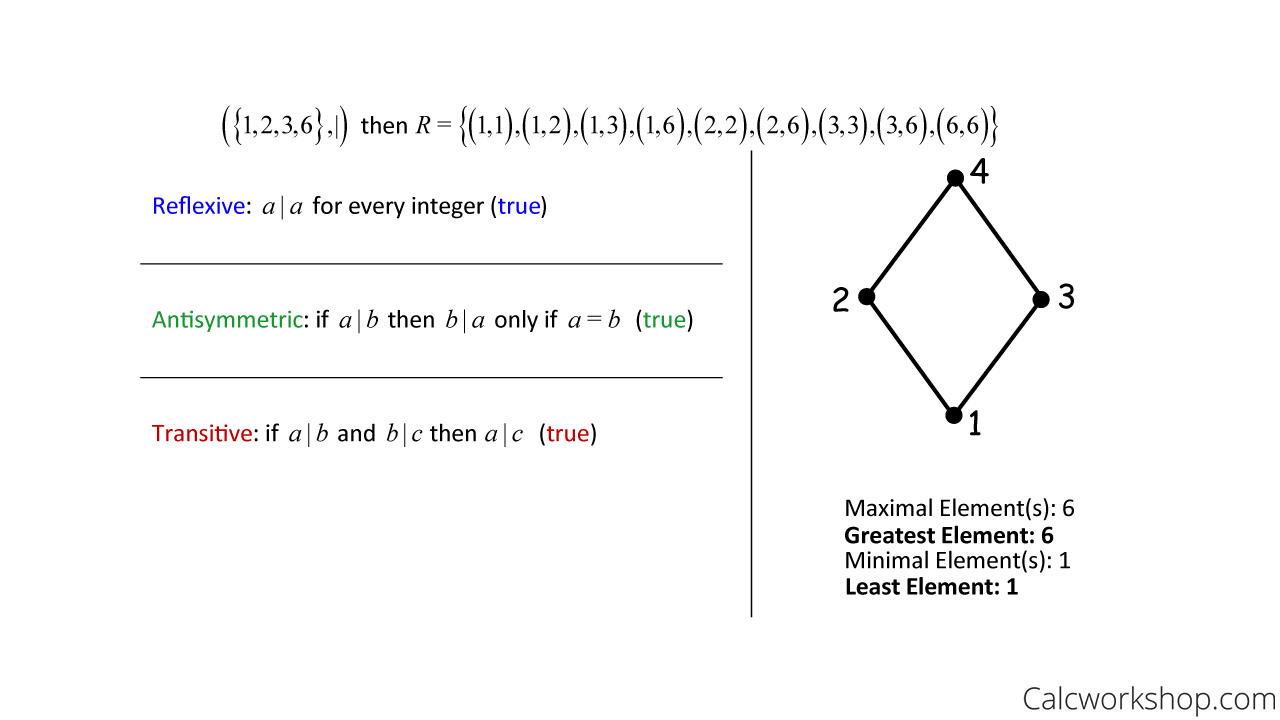 ({1,2,3,6},|) then R = {(1,1),(1,2),(1,3),(1,6),(2,2),(2,6),(3,3),(3,6),(6,6)}
Reflexive: a | a for every integer (true)
Antisymmetric: if a | b then b | a only if a = b (true)
Transitive: if a | b and b | c then a | c (true)
4
2
3
1
Maximal Element(s): 6
Greatest Element: 6
Minimal Element(s): 1
Least Element: 1
Calcworkshop.com